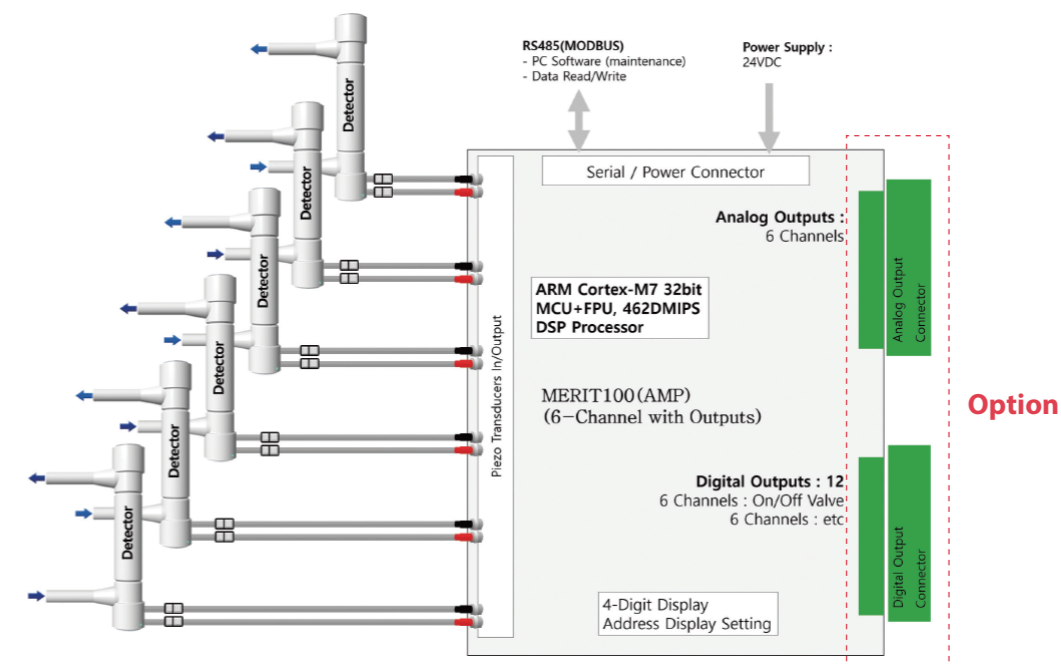 RS485(MODBUS)
- PC Software (maintenance)
- Data Read/Write
Power Supply :
24VDC
Detector
Detector
Detector
Detector
Detector
Detector
Piezo Transducers In/Output
Serial / Power Connector
Analog Outputs :
6 Channels
ARM Cortex-M7 32bit
MCU+FPU, 462DMIPS
DSP Processor
MERIT100(AMP)
(6-Channel with Outputs)
Digital Outputs : 12
6 Channels : On/Off Valve
6 Channels : etc
4-Digit Display
Address Display Setting
Analog Output
Connector
Digital Output
Connector
Option